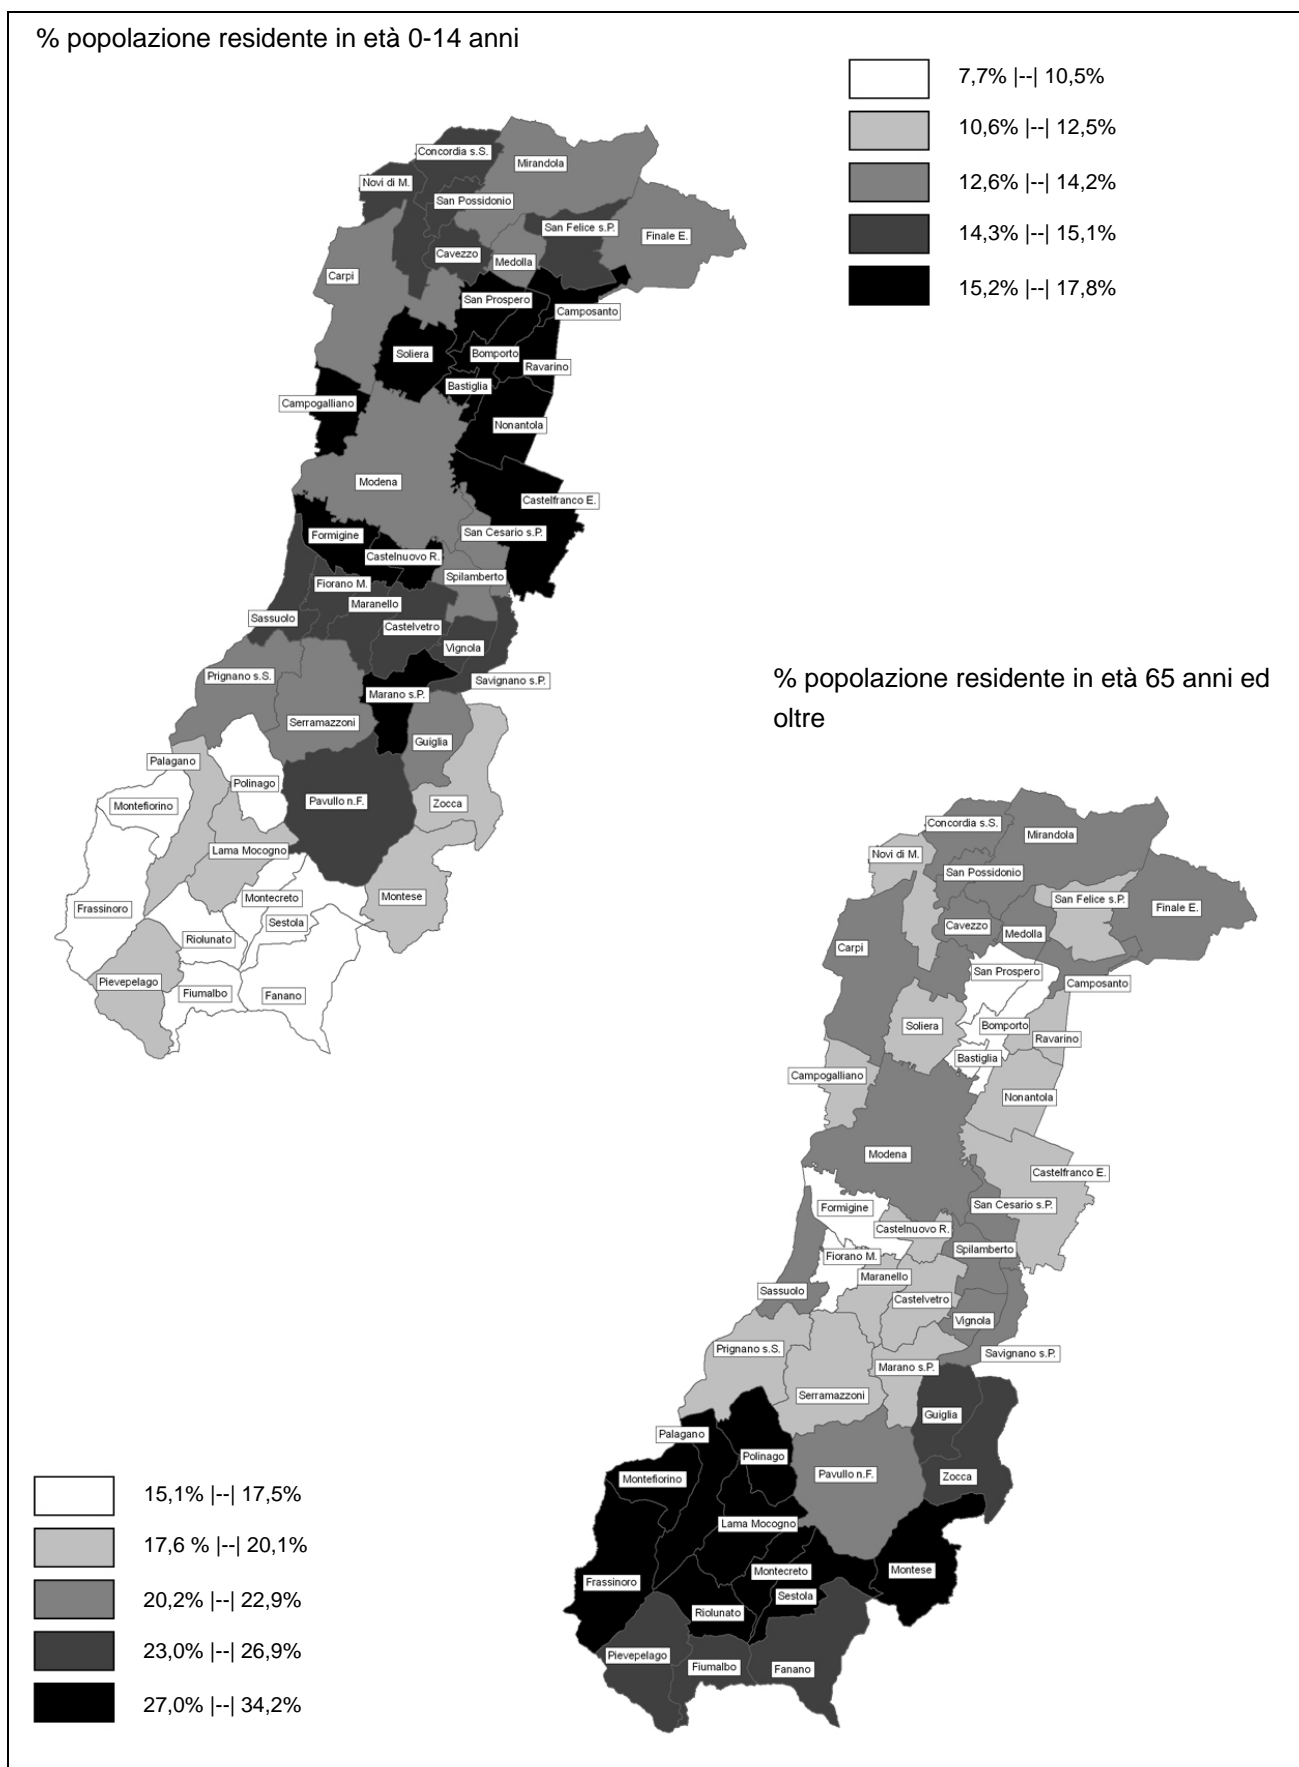 % popolazione residente in età 0-14 anni
7,7% |--| 10,5%
10,6% |--| 12,5%
12,6% |--| 14,2%
14,3% |--| 15,1%
15,2% |--| 17,8%
Concordia s.S.
Mirandola
Novi di M.
San Possidonio
San Felice s.P.
Finale E.
Cavezzo
Medolla
Carpi
San Prospero
Camposanto
Soliera
Bomporto
Ravarino
Bastiglia
Campogalliano
Nonantola
Modena
Castelfranco E.
San Cesario s.P.
Formigine
Castelnuovo R.
Spilamberto
Fiorano M.
Maranello
Sassuolo
Castelvetro
Vignola
Prignano s.S.
Savignano s.P.
Marano s.P.
Serramazzoni
Guiglia
Palagano
Polinago
Pavullo n.F.
Zocca
Montefiorino
Lama Mocogno
Montecreto
Montese
Frassinoro
Sestola
Riolunato
Pievepelago
Fiumalbo
Fanano
% popolazione residente in età 65 anni ed
oltre
Concordia s.S.
Mirandola
Novi di M.
San Possidonio
San Felice s.P.
Finale E.
Cavezzo
Medolla
Carpi
San Prospero
Camposanto
Soliera
Bomporto
Ravarino
Bastiglia
Campogalliano
Nonantola
Modena
Castelfranco E.
San Cesario s.P.
Formigine
Castelnuovo R.
Spilamberto
Fiorano M.
Maranello
Sassuolo
Castelvetro
Vignola
Prignano s.S.
Savignano s.P.
Marano s.P.
Serramazzoni
Guiglia
Palagano
Polinago
Pavullo n.F.
Zocca
Montefiorino
Lama Mocogno
Montecreto
Montese
Frassinoro
Sestola
Riolunato
Pievepelago
Fiumalbo
Fanano
15,1% |--| 17,5%
17,6 % |--| 20,1%
20,2% |--| 22,9%
23,0% |--| 26,9%
27,0% |--| 34,2%